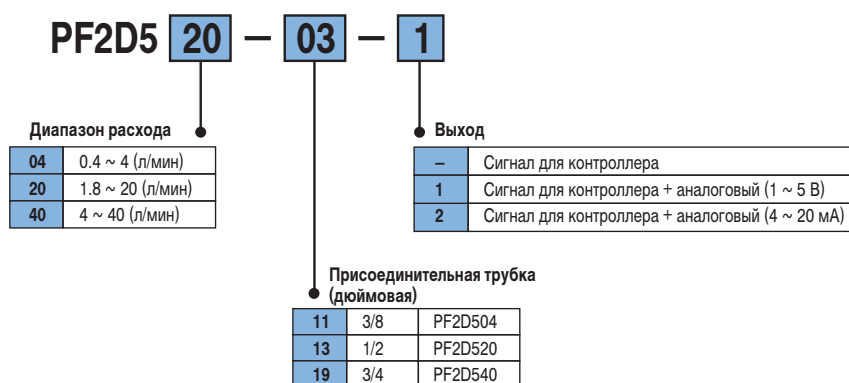 PF2D5 20 – 03 – 1
Диапазон расхода
04 0.4 ~ 4 (л/мин)
20 1.8 ~ 20 (л/мин)
40 4 ~ 40 (л/мин)
Выход
– Сигнал для контроллера
1 Сигнал для контроллера + аналоговый (1 ~ 5 В)
2 Сигнал для контроллера + аналоговый (4 ~ 20 мА)
Присоединительная трубка
(дюймовая)
11 3/8 PF2D504
13 1/2 PF2D520
19 3/4 PF2D540